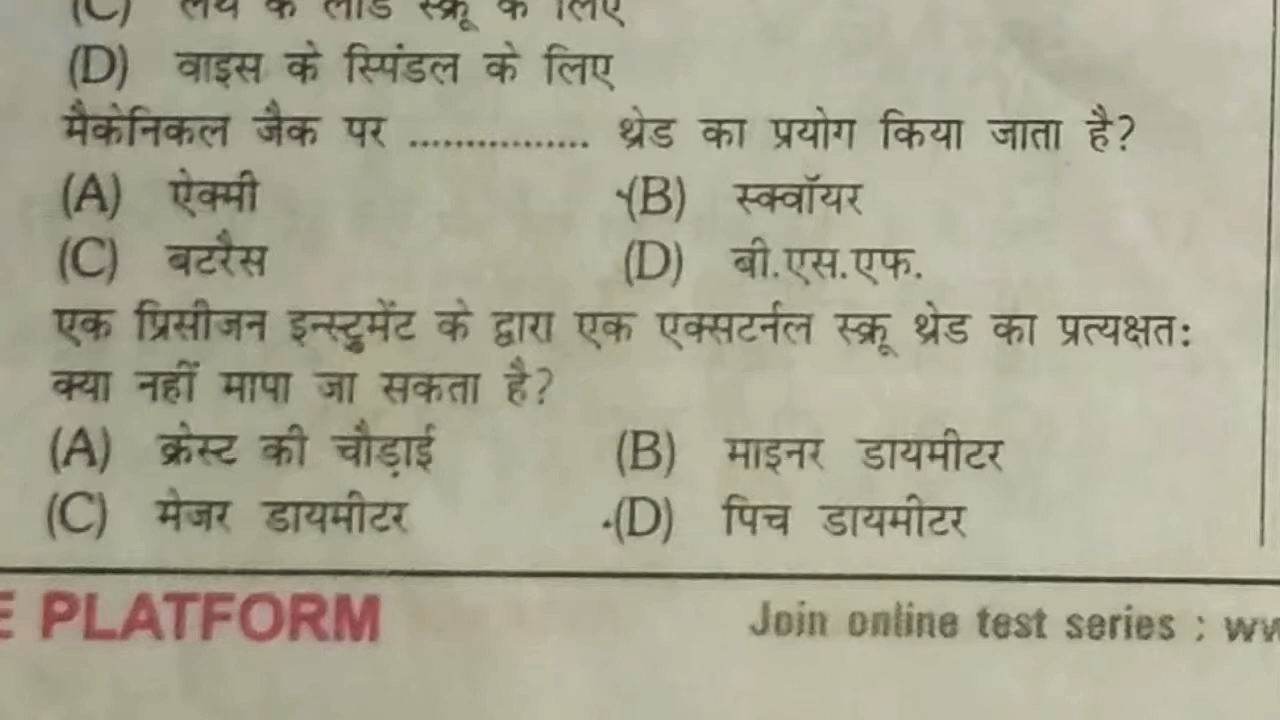 (C) लेथ के लीड स्क्रू के लिए
(D) वाइस के स्पिंडल के लिए
मैकेनिकल जैक पर ................ थ्रेड का प्रयोग किया जाता है?
(A) ऐक्मी (B) स्क्वॉयर
(C) बटरैस (D) बी.एस.एफ.
एक प्रिसीजन इन्स्ट्रुमेंट के द्वारा एक एक्सटर्नल स्क्रू थ्रेड का प्रत्यक्षतः
क्या नहीं मापा जा सकता है?
(A) क्रेस्ट की चौड़ाई (B) माइनर डायमीटर
(C) मेजर डायमीटर (D) पिच डायमीटर
E PLATFORM Join online test series :